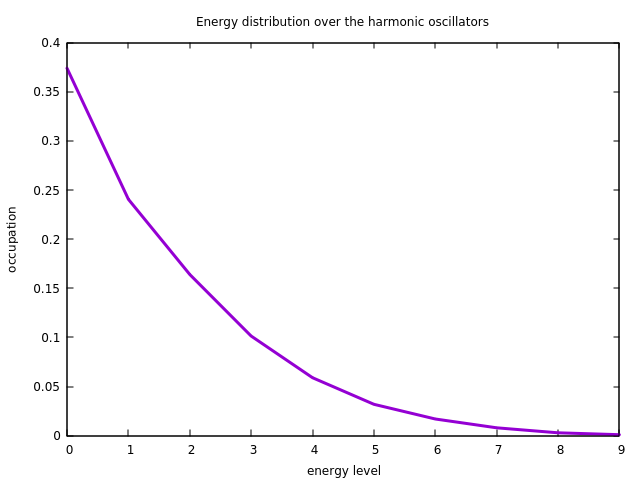 Energy distribution over the harmonic oscillators
0.4
0.35
0.3
0.25
0.2
0.15
0.1
0.05
0
occupation
0 1 2 3 4 5 6 7 8 9
energy level